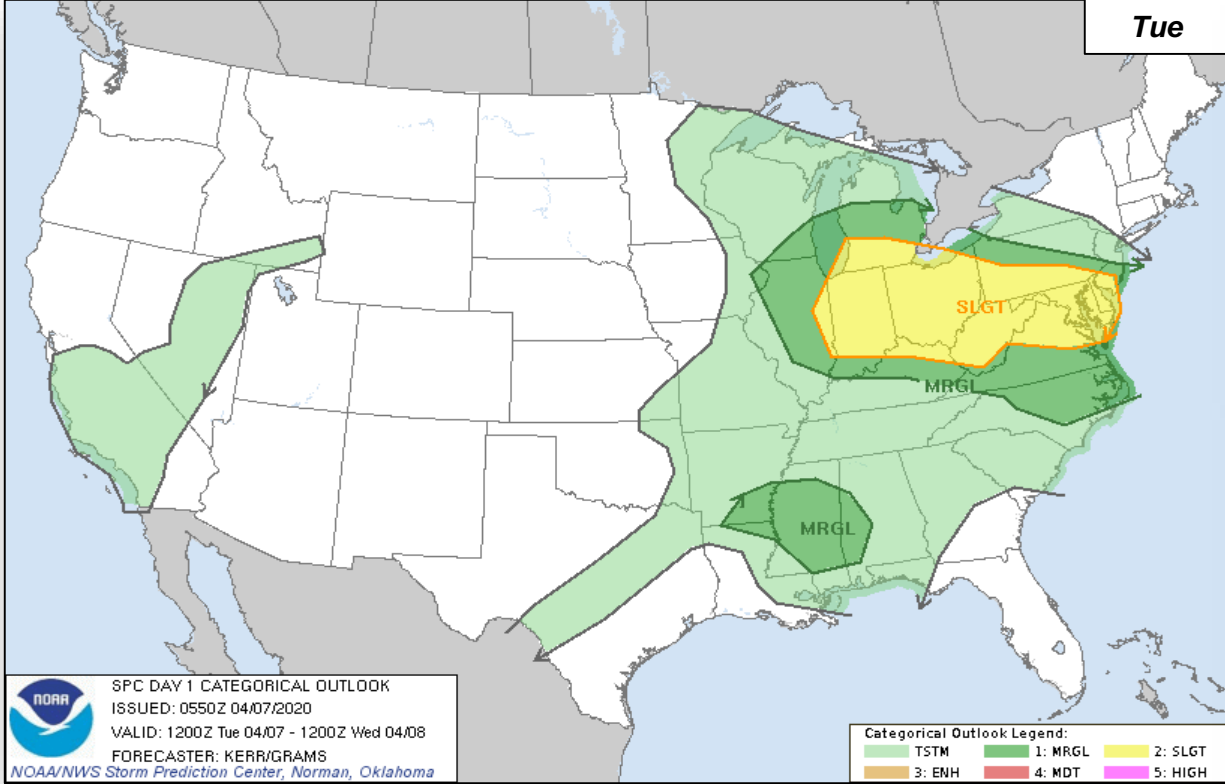 Tue
SLGT
MRGL
MRGL
NOAA
SPC DAY 1 CATEGORICAL OUTLOOK
ISSUED: 0550Z 04/07/2020
VALID: 1200Z Tue 04/07 - 1200Z Wed 04/08
FORECASTER: KERR/GRAMS
NOAA/NWS Storm Prediction Center, Norman, Oklahoma
Categorical Outlook Legend:
TSTM 1: MRGL 2: SLGT
3: ENH 4: MDT 5: HIGH